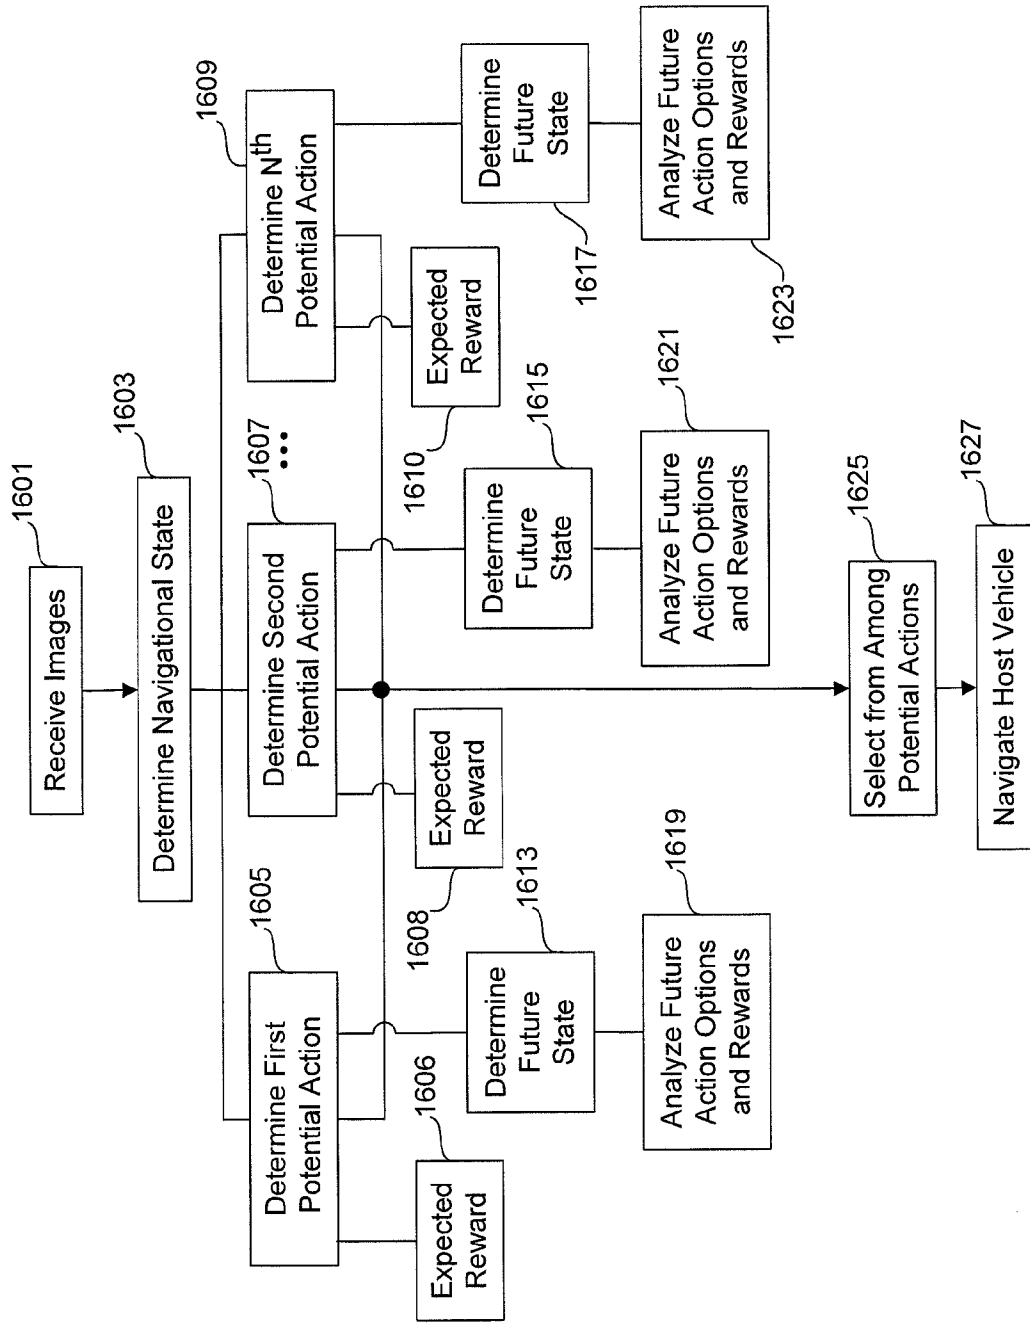 1601
Receive Images
1603
Determine Navigational State
1605
Determine First
Potential Action
1606
Expected
Reward
1613
Determine
Future
State
1619
Analyze Future
Action Options
and Rewards
1607
Determine Second
Potential Action
1608
Expected
Reward
1615
Determine
Future
State
1621
Analyze Future
Action Options
and Rewards
...
1609
Determine Nth
Potential Action
1610
Expected
Reward
1617
Determine
Future
State
1623
Analyze Future
Action Options
and Rewards
1625
Select from Among
Potential Actions
1627
Navigate Host Vehicle